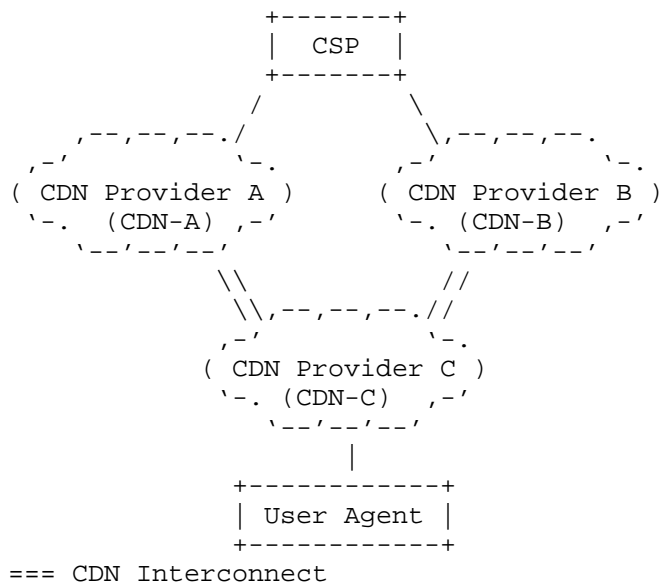 CSP
CDN Provider A CDN Provider B
(CDN-A) (CDN-B)
CDN Provider C
(CDN-C)
User Agent
=== CDN Interconnect